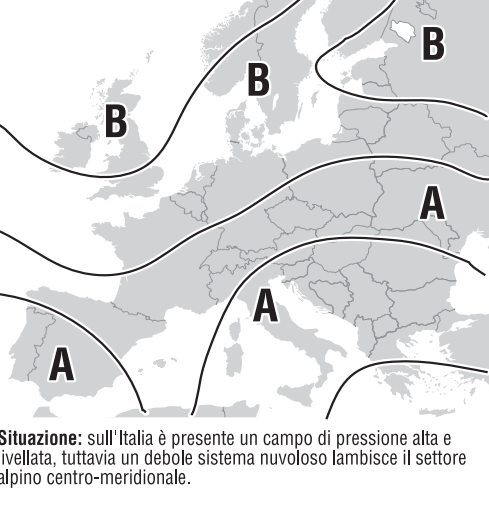 B
B
B
A
A
A
Situazione: sull'Italia è presente un campo di pressione alta e
livellata, tuttavia un debole sistema nuvoloso lambisce il settore
alpino centro-meridionale.